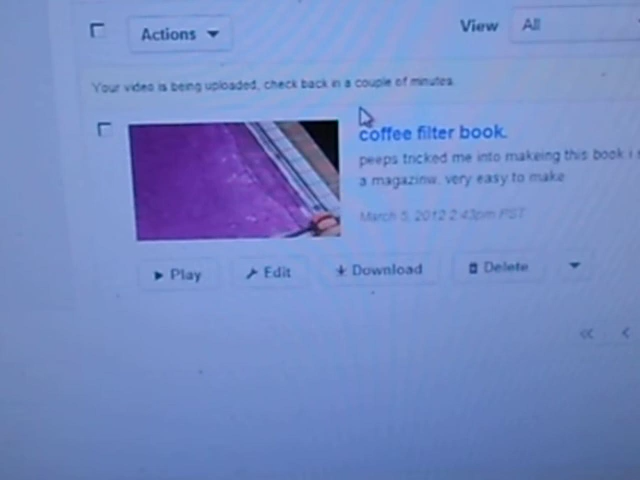 Actions
View All
Your video is being uploaded, check back in a couple of minutes.
coffee filter book.
peeps tricked me into makeing this book i s
a magazinw. very easy to make
March 5, 2012 2:43pm PST
Play Edit Download Delete